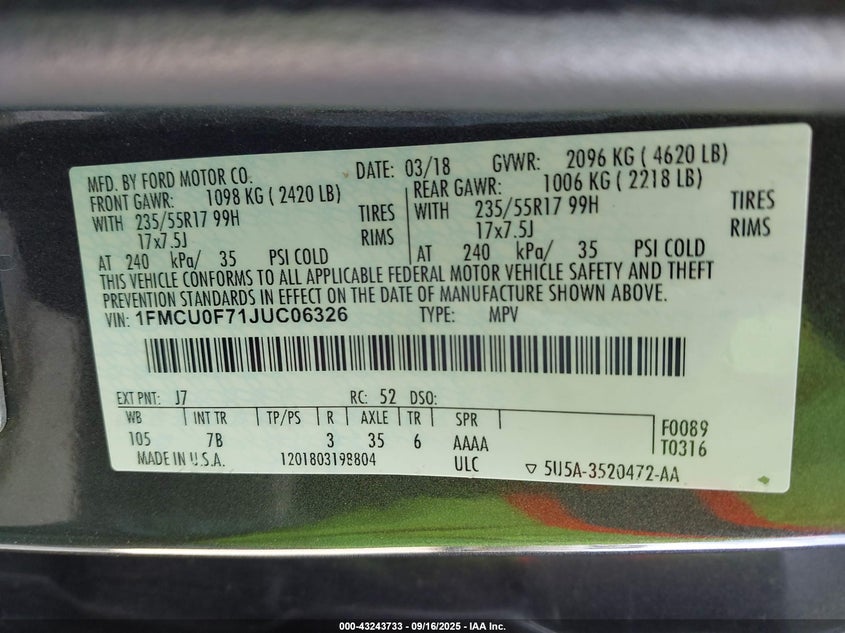 MFD. BY FORD MOTOR CO. DATE: 03/18 GVWR: 2096 KG ( 4620 LB)
FRONT GAWR: 1098 KG ( 2420 LB) REAR GAWR: 1006 KG ( 2218 LB)
WITH 235/55R17 99H TIRES WITH 235/55R17 99H TIRES
17x7.5J RIMS 17x7.5J RIMS
AT 240 kPa/ 35 PSI COLD AT 240 kPa/ 35 PSI COLD
THIS VEHICLE CONFORMS TO ALL APPLICABLE FEDERAL MOTOR VEHICLE SAFETY AND THEFT
PREVENTION STANDARDS IN EFFECT ON THE DATE OF MANUFACTURE SHOWN ABOVE.
VIN: 1FMCU0F71JUC06326 TYPE: MPV
EXT PNT: J7 RC: 52 DSO:
WB INT TR TP/PS R AXLE TR SPR F0089
105 7B 3 35 6 AAAA T0316
MADE IN U.S.A. 1201803198804 ULC ▽ 5U5A-3520472-AA
000-43243733 - 09/16/2025 - IAA Inc.